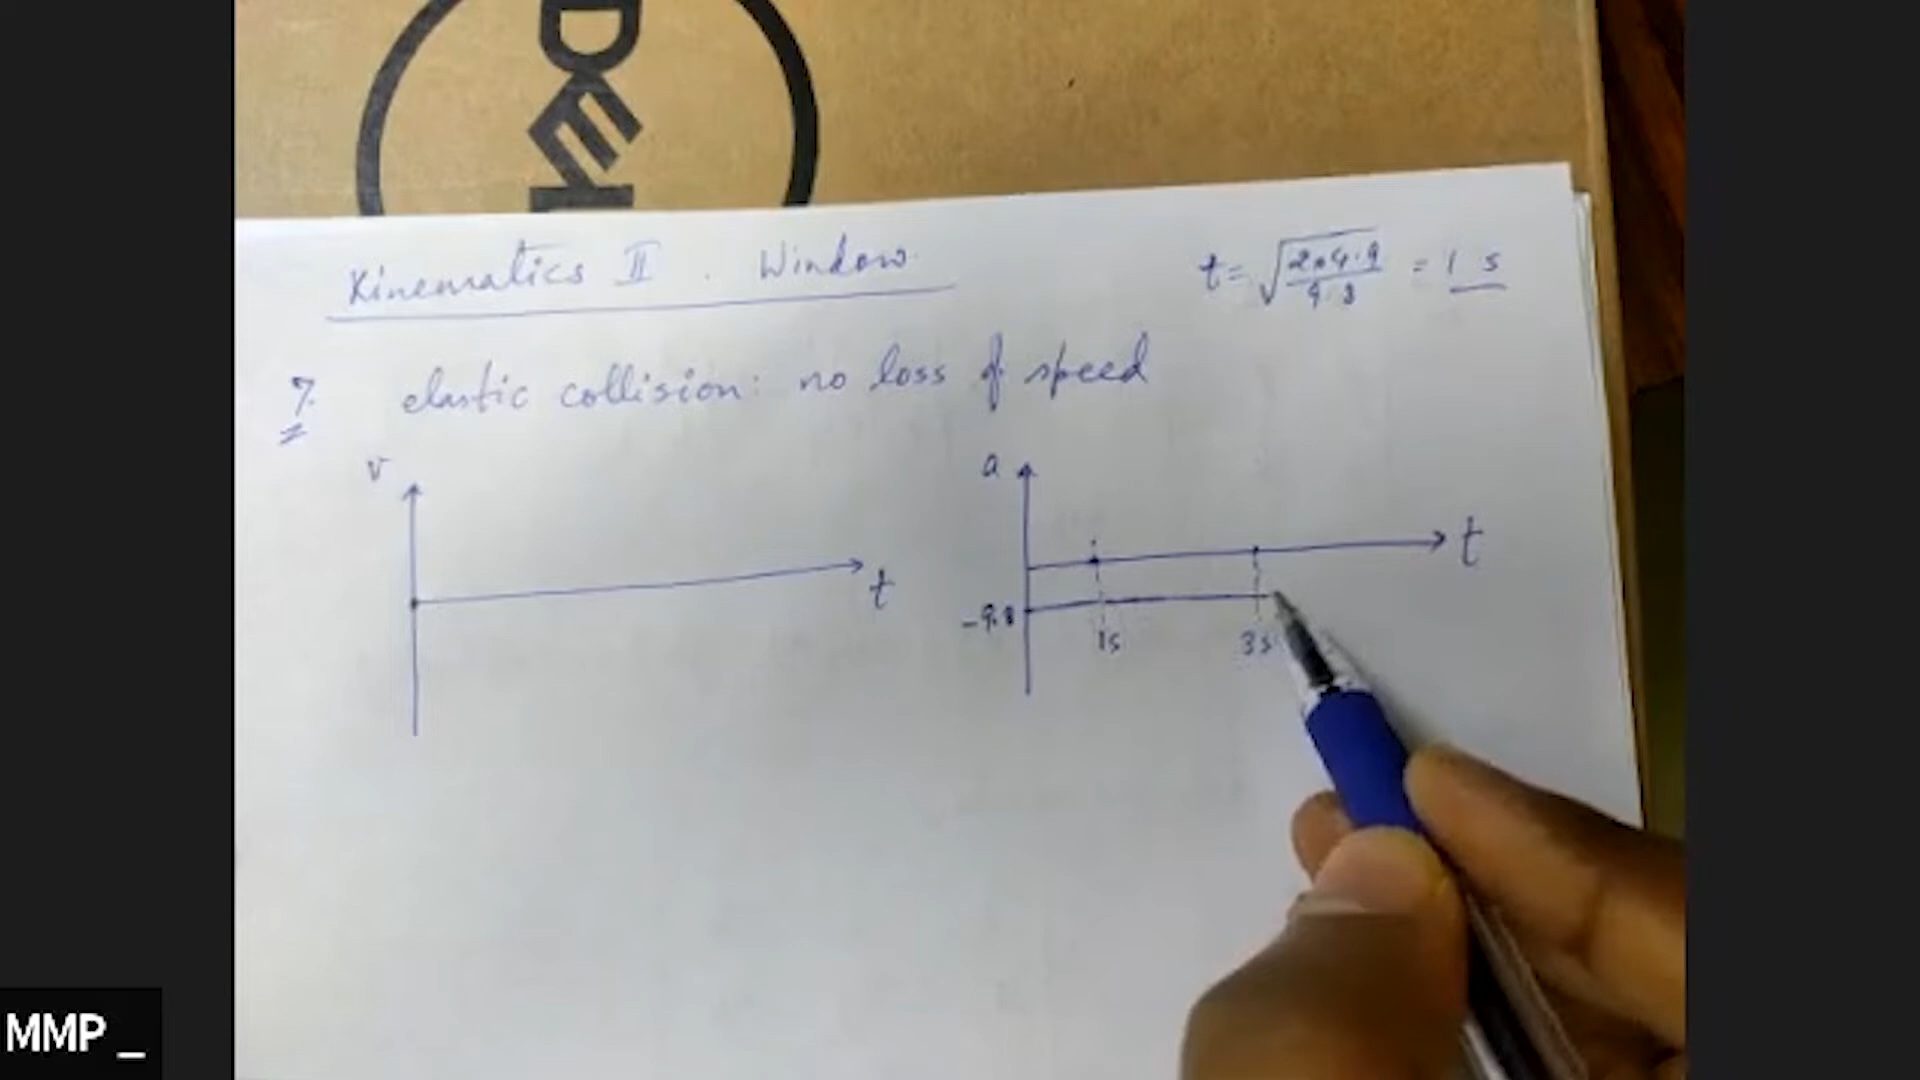 DELL
Kinematics II . Window.
t = √(2×4.9/9.8) = 1 s
7. elastic collision: no loss of speed
v
a
t
t
-9.8
1s
3s
MMP _